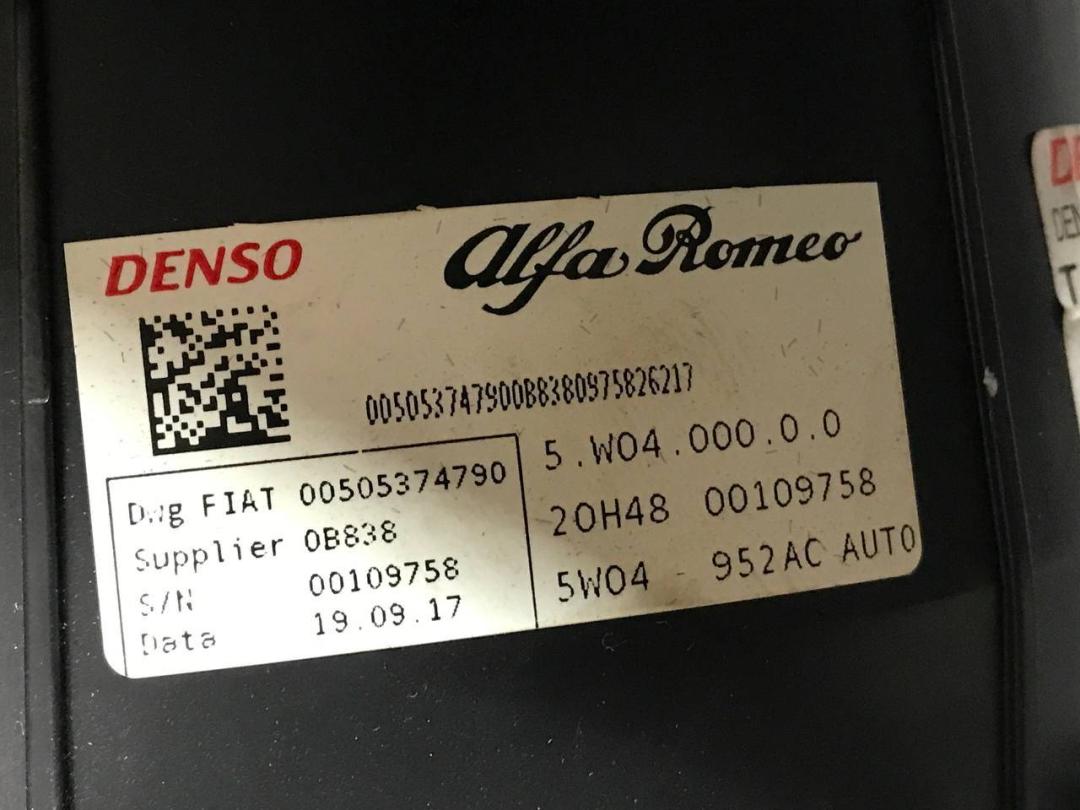 DENSO
Alfa Romeo
005053747900B8380975826217
Dwg FIAT 00505374790
Supplier 0B838
S/N 00109758
Data 19.09.17
5.W04.000.0.0
20H48 00109758
5W04 - 952AC AUTO